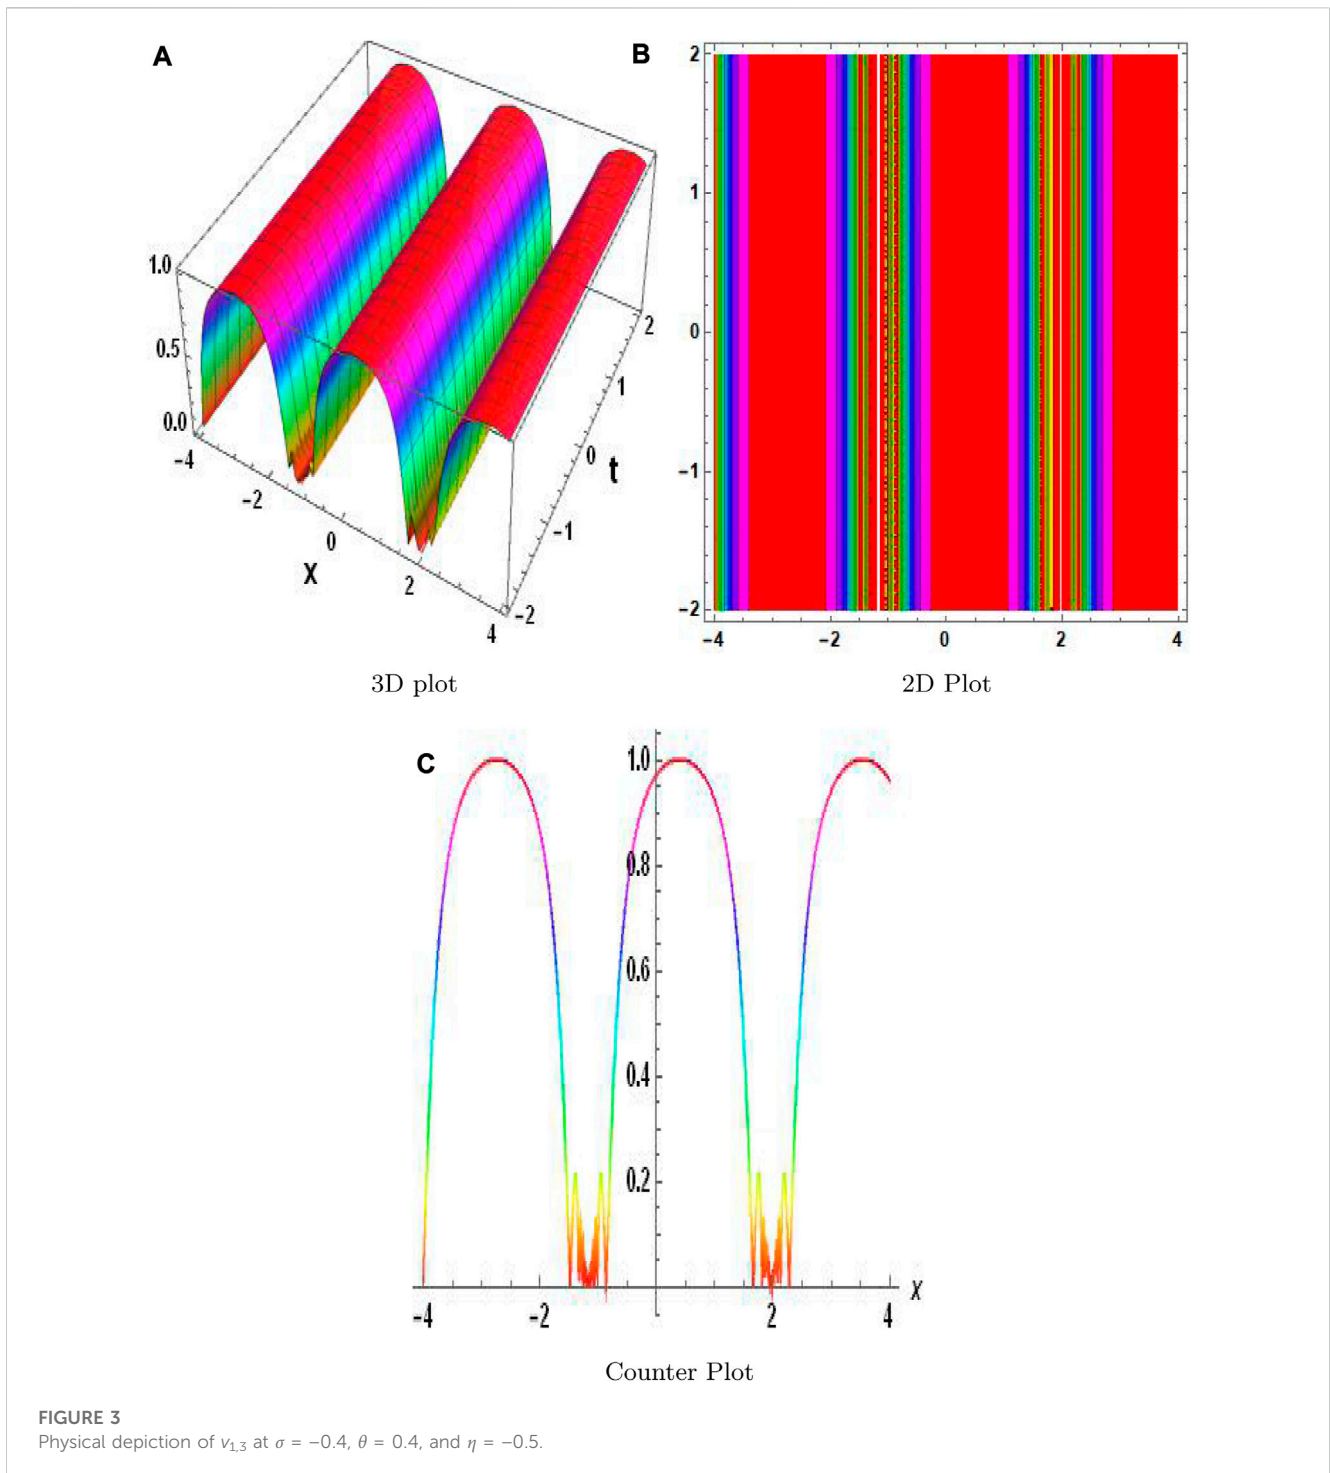 A
1.0
0.5
0.0
-4
-2
0
2
4
X
-2
-1
0
1
2
t
3D plot
B
2
1
0
-1
-2
-4
-2
0
2
4
2D Plot
C
1.0
0.8
0.6
0.4
0.2
-4
-2
2
4
X
Counter Plot
FIGURE 3
Physical depiction of v1,3 at σ = −0.4, θ = 0.4, and η = −0.5.